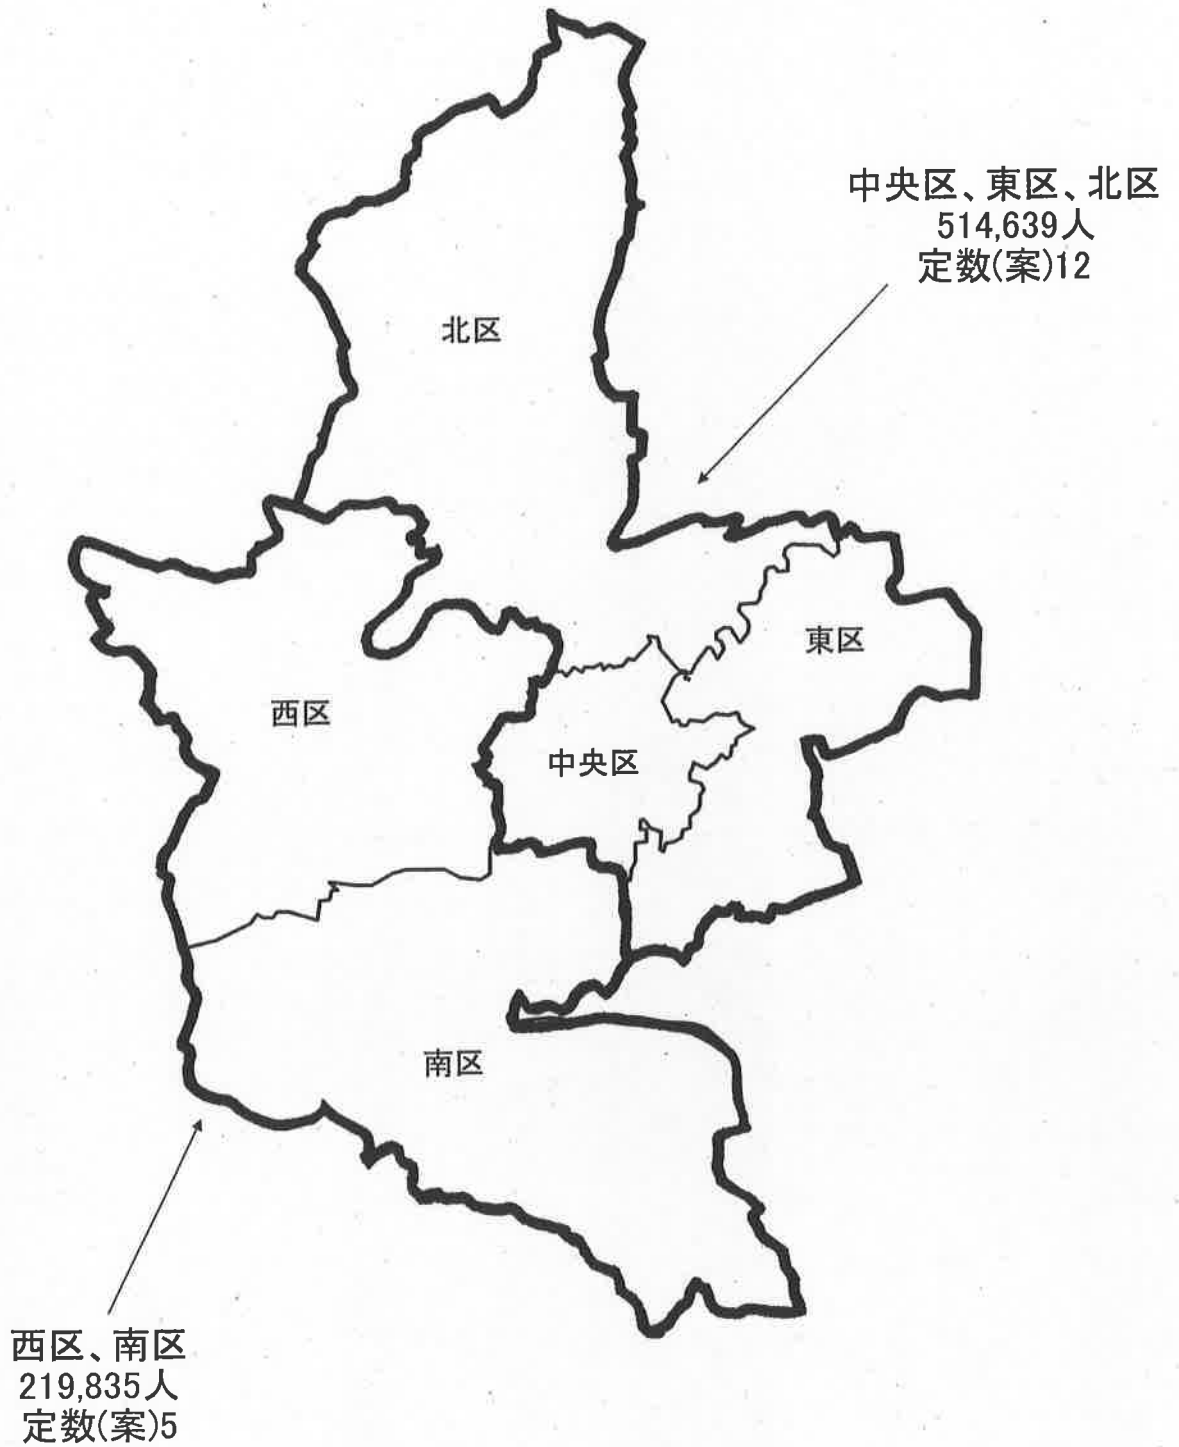 中央区、東区、北区
514,639人
定数(案)12
北区
東区
西区
中央区
南区
西区、南区
219,835人
定数(案)5